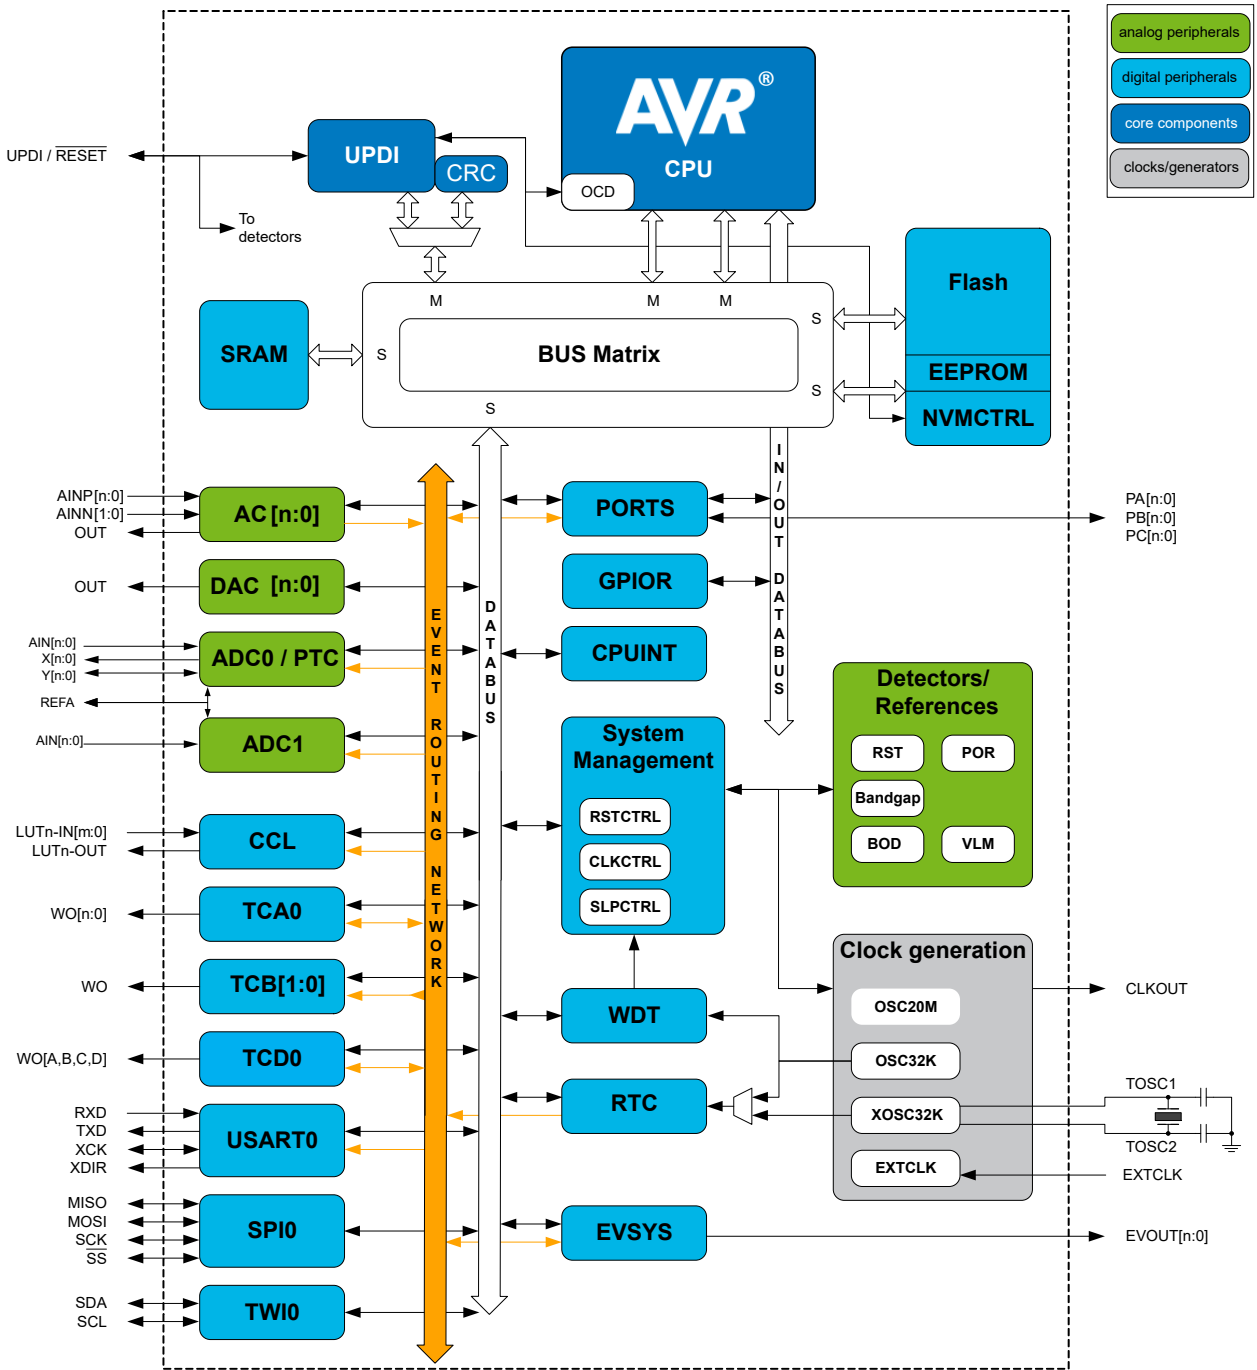 analog peripherals
digital peripherals
core components
clocks/generators
AVR®
CPU
OCD
UPDI
CRC
UPDI / RESET
To
detectors
M
M
M
Flash
EEPROM
NVMCTRL
SRAM
S
BUS Matrix
S
S
S
IN/OUT DATABUS
DATABUS
EVENT ROUTING NETWORK
AINP[n:0]
AINN[1:0]
OUT
AC [n:0]
PORTS
PA[n:0]
PB[n:0]
PC[n:0]
OUT
DAC [n:0]
GPIOR
AIN[n:0]
X[n:0]
Y[n:0]
ADC0 / PTC
CPUINT
REFA
AIN[n:0]
ADC1
System
Management
RSTCTRL
CLKCTRL
SLPCTRL
Detectors/
References
RST
POR
Bandgap
BOD
VLM
LUTn-IN[m:0]
LUTn-OUT
CCL
WO[n:0]
TCA0
WO
TCB[1:0]
WDT
Clock generation
OSC20M
OSC32K
XOSC32K
EXTCLK
CLKOUT
WO[A,B,C,D]
TCD0
RTC
TOSC1
TOSC2
EXTCLK
RXD
TXD
XCK
XDIR
USART0
MISO
MOSI
SCK
SS
SPI0
EVSYS
EVOUT[n:0]
SDA
SCL
TWI0